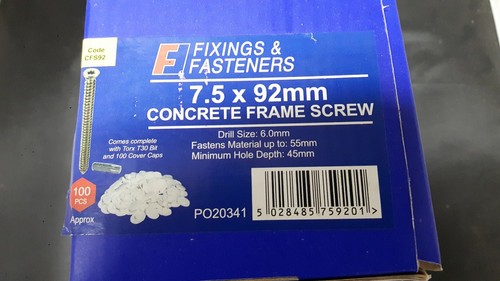 Code
CFS92
FF FIXINGS &
FASTENERS
7.5 x 92mm
CONCRETE FRAME SCREW
Drill Size: 6.0mm
Fastens Material up to: 55mm
Minimum Hole Depth: 45mm
Comes complete
with Torx T30 Bit
and 100 Cover Caps
100
PCS
Approx
PO20341
5 028485 759201 >